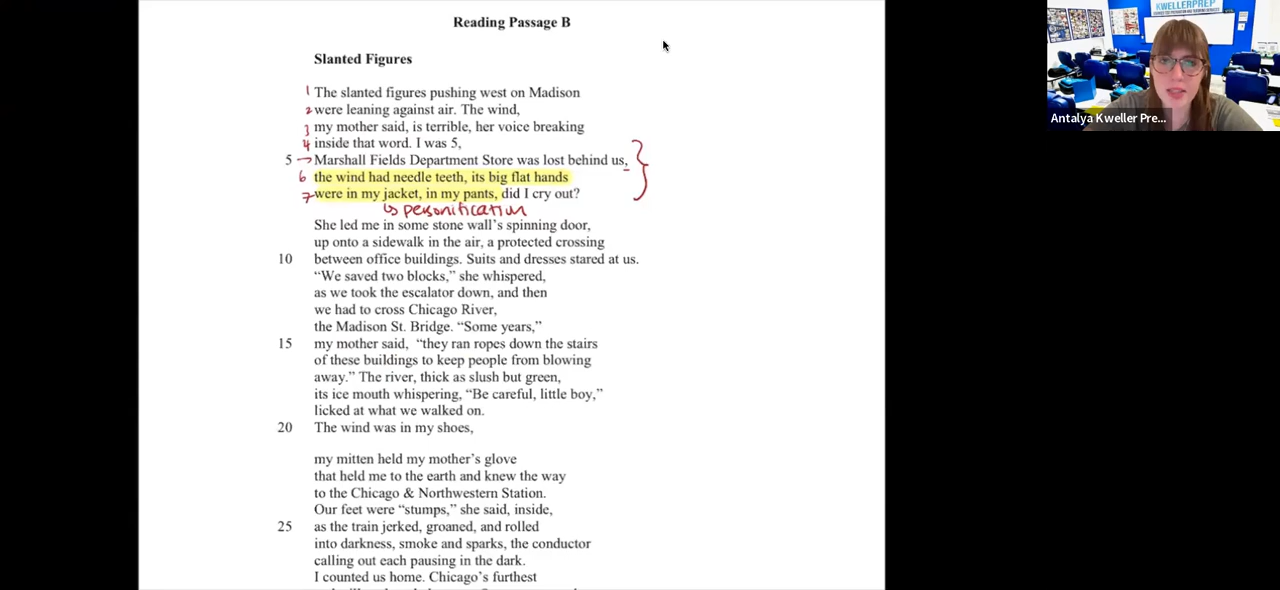 Reading Passage B
KWELLERPREP
Slanted Figures
1 The slanted figures pushing west on Madison
2 were leaning against air. The wind,
3 my mother said, is terrible, her voice breaking
4 inside that word. I was 5,
5 → Marshall Fields Department Store was lost behind us,
6 the wind had needle teeth, its big flat hands
7 were in my jacket, in my pants, did I cry out?
↳ personification
She led me in some stone wall's spinning door,
up onto a sidewalk in the air, a protected crossing
10 between office buildings. Suits and dresses stared at us.
“We saved two blocks,” she whispered,
as we took the escalator down, and then
we had to cross Chicago River,
the Madison St. Bridge. “Some years,”
15 my mother said, “they ran ropes down the stairs
of these buildings to keep people from blowing
away.” The river, thick as slush but green,
its ice mouth whispering, “Be careful, little boy,”
licked at what we walked on.
20 The wind was in my shoes,
my mitten held my mother's glove
that held me to the earth and knew the way
to the Chicago & Northwestern Station.
Our feet were “stumps,” she said, inside,
25 as the train jerked, groaned, and rolled
into darkness, smoke and sparks, the conductor
calling out each pausing in the dark.
I counted us home. Chicago's furthest
Antalya Kweller Pre...